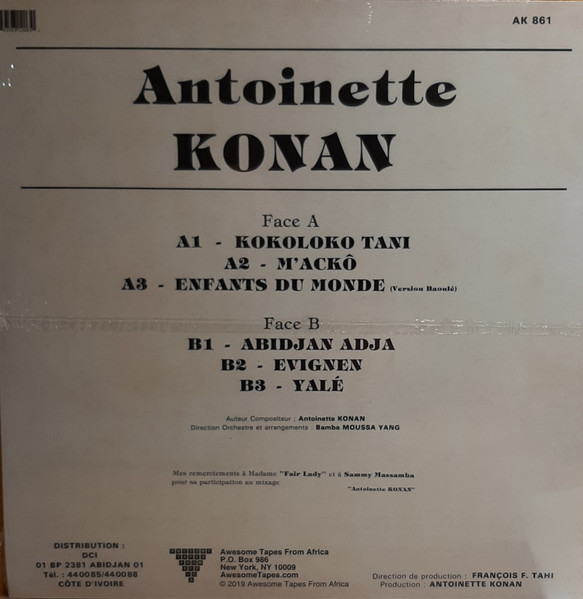 AK 861
Antoinette
KONAN
Face A
A1 - KOKOLOKO TANI
A2 - M'ACKÔ
A3 - ENFANTS DU MONDE (Version Baoulé)
Face B
B1 - ABIDJAN ADJA
B2 - EVIGNEN
B3 - YALÉ
Auteur Compositeur : Antoinette KONAN
Direction Orchestre et arrangements : Bamba MOUSSA YANG
Mes remerciements à Madame "Fair Lady" et à Sammy Massamba
pour sa participation au mixage
"Antoinette KONAN"
DISTRIBUTION :
DCI
01 BP 2381 ABIDJAN 01
Tél. : 440085/440088
CÔTE D'IVOIRE
Awesome Tapes From Africa
P.O. Box 986
New York, NY 10009
AwesomeTapes.com
© 2019 Awesome Tapes From Africa
Direction de production : FRANÇOIS F. TAHI
Production : ANTOINETTE KONAN